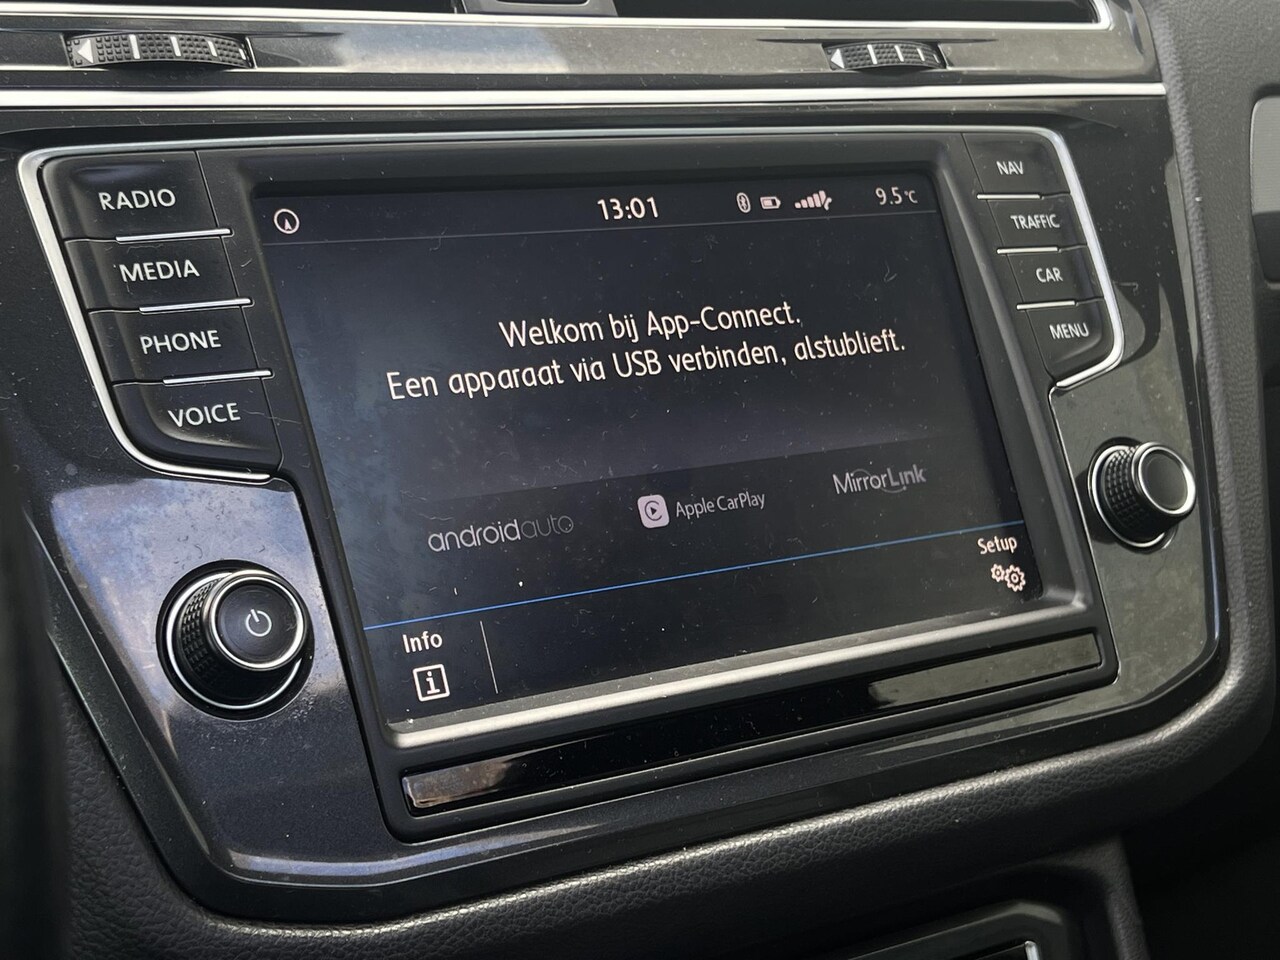 RADIO
MEDIA
PHONE
VOICE
13:01
9.5°C
Welkom bij App-Connect.
Een apparaat via USB verbinden, alstublieft.
androidauto
Apple CarPlay
MirrorLink
Setup
Info
i
NAV
TRAFFIC
CAR
MENU